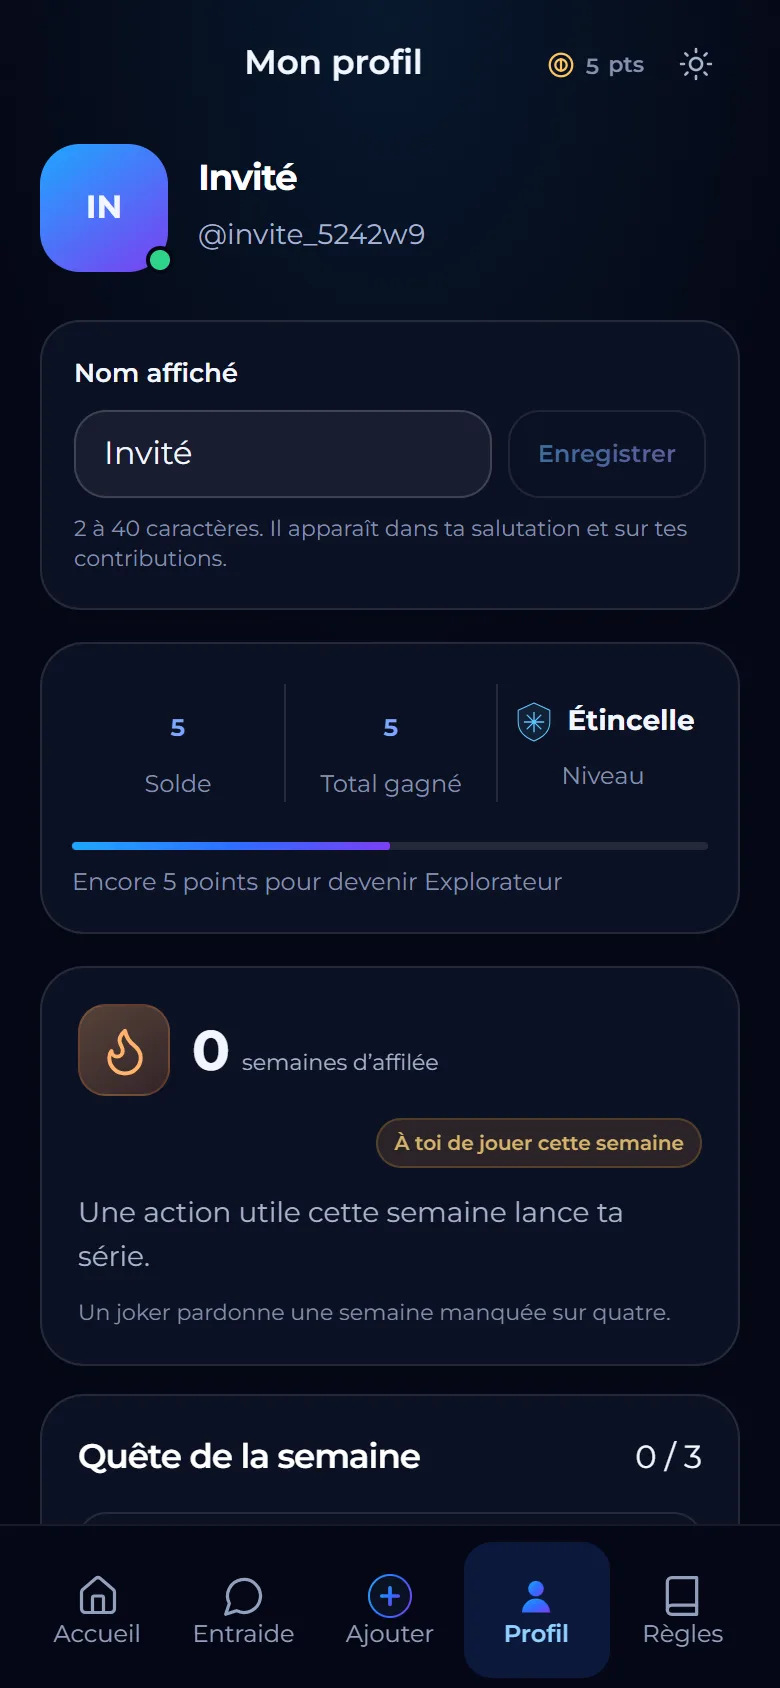 Mon profil
5 pts
IN
Invité
@invite_5242w9
Nom affiché
Invité
Enregistrer
2 à 40 caractères. Il apparaît dans ta salutation et sur tes
contributions.
5
Solde
5
Total gagné
Étincelle
Niveau
Encore 5 points pour devenir Explorateur
0 semaines d’affilée
À toi de jouer cette semaine
Une action utile cette semaine lance ta
série.
Un joker pardonne une semaine manquée sur quatre.
Quête de la semaine
0 / 3
Accueil
Entraide
Ajouter
Profil
Règles